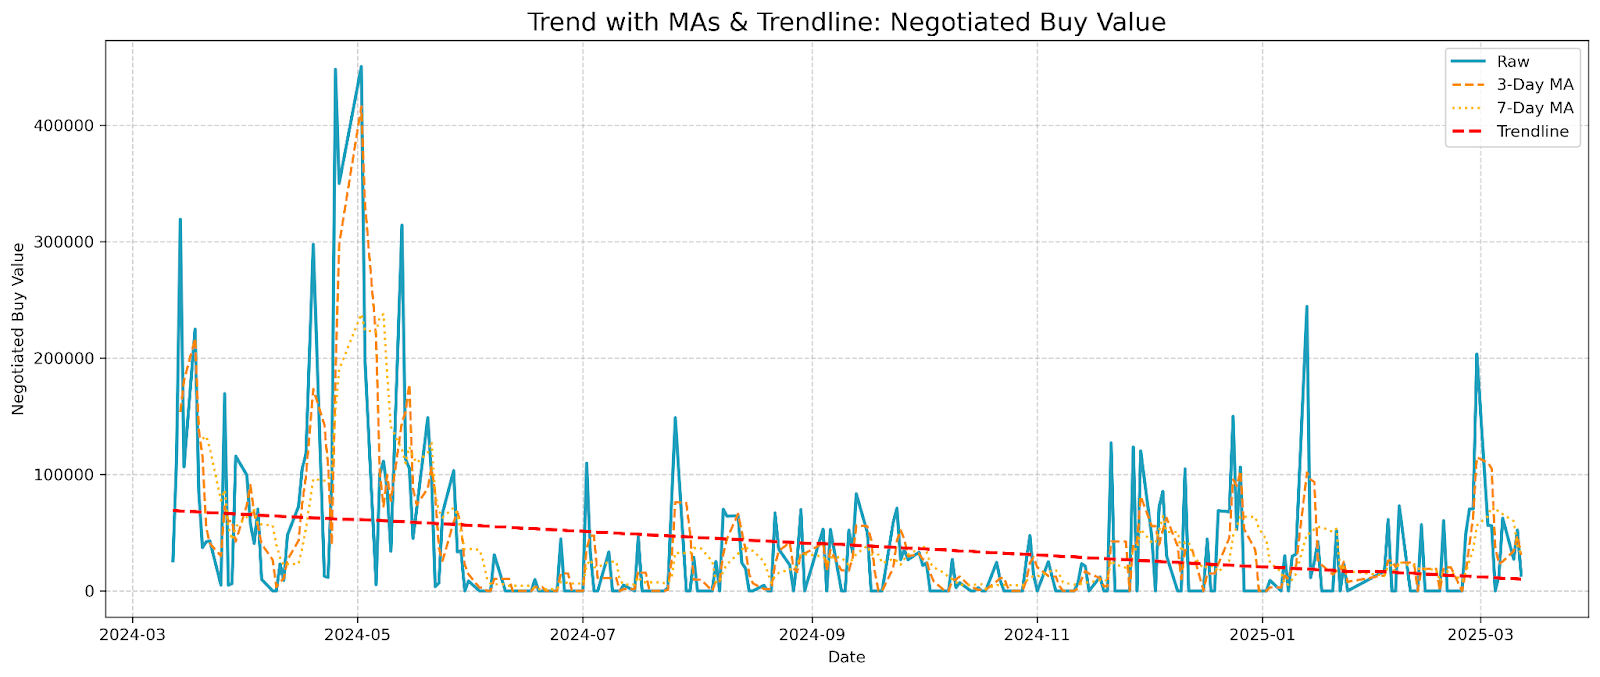 Trend with MAs & Trendline: Negotiated Buy Value
Raw
3-Day MA
7-Day MA
Trendline
Negotiated Buy Value
400000
300000
200000
100000
0
2024-03
2024-05
2024-07
2024-09
2024-11
2025-01
2025-03
Date